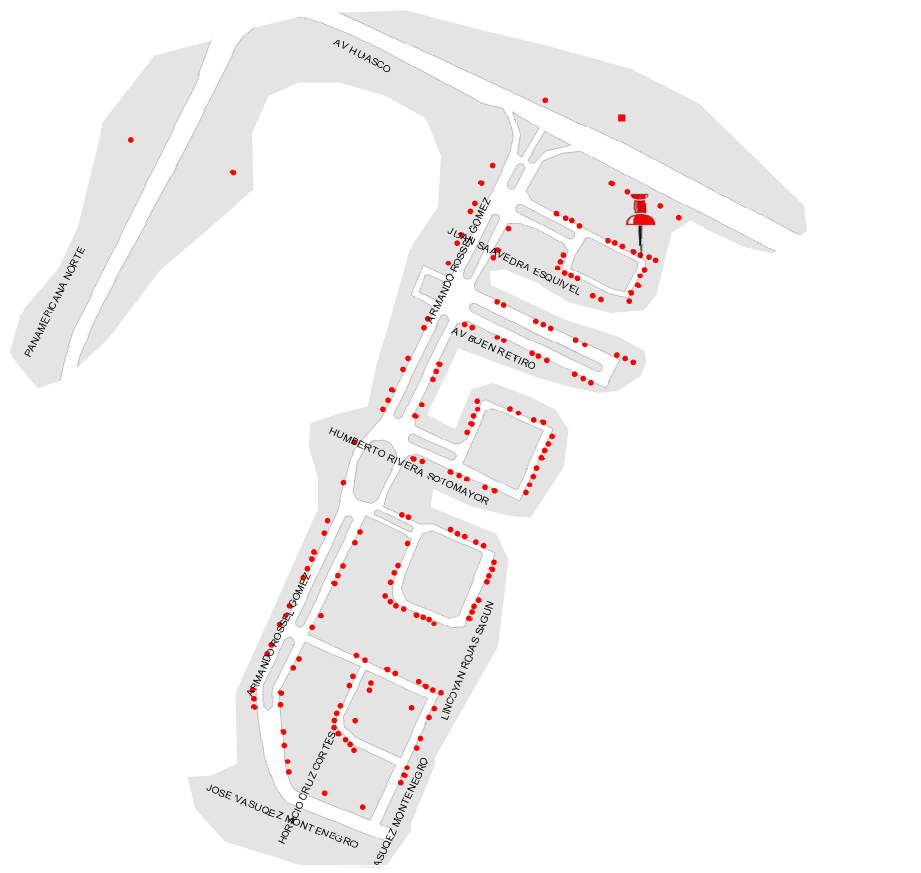 AV HUASCO
PANAMERICANA NORTE
ARMANDO ROSSEL GOMEZ
JUAN SAAVEDRA ESQUIVEL
AV BUEN RETIRO
HUMBERTO RIVERA SOTOMAYOR
ARMANDO ROSSEL GOMEZ
LINCOYAN ROJAS SAGUN
HORACIO CRUZ CORTES
JOSE VASUQEZ MONTENEGRO
ASUQEZ MONTENEGRO